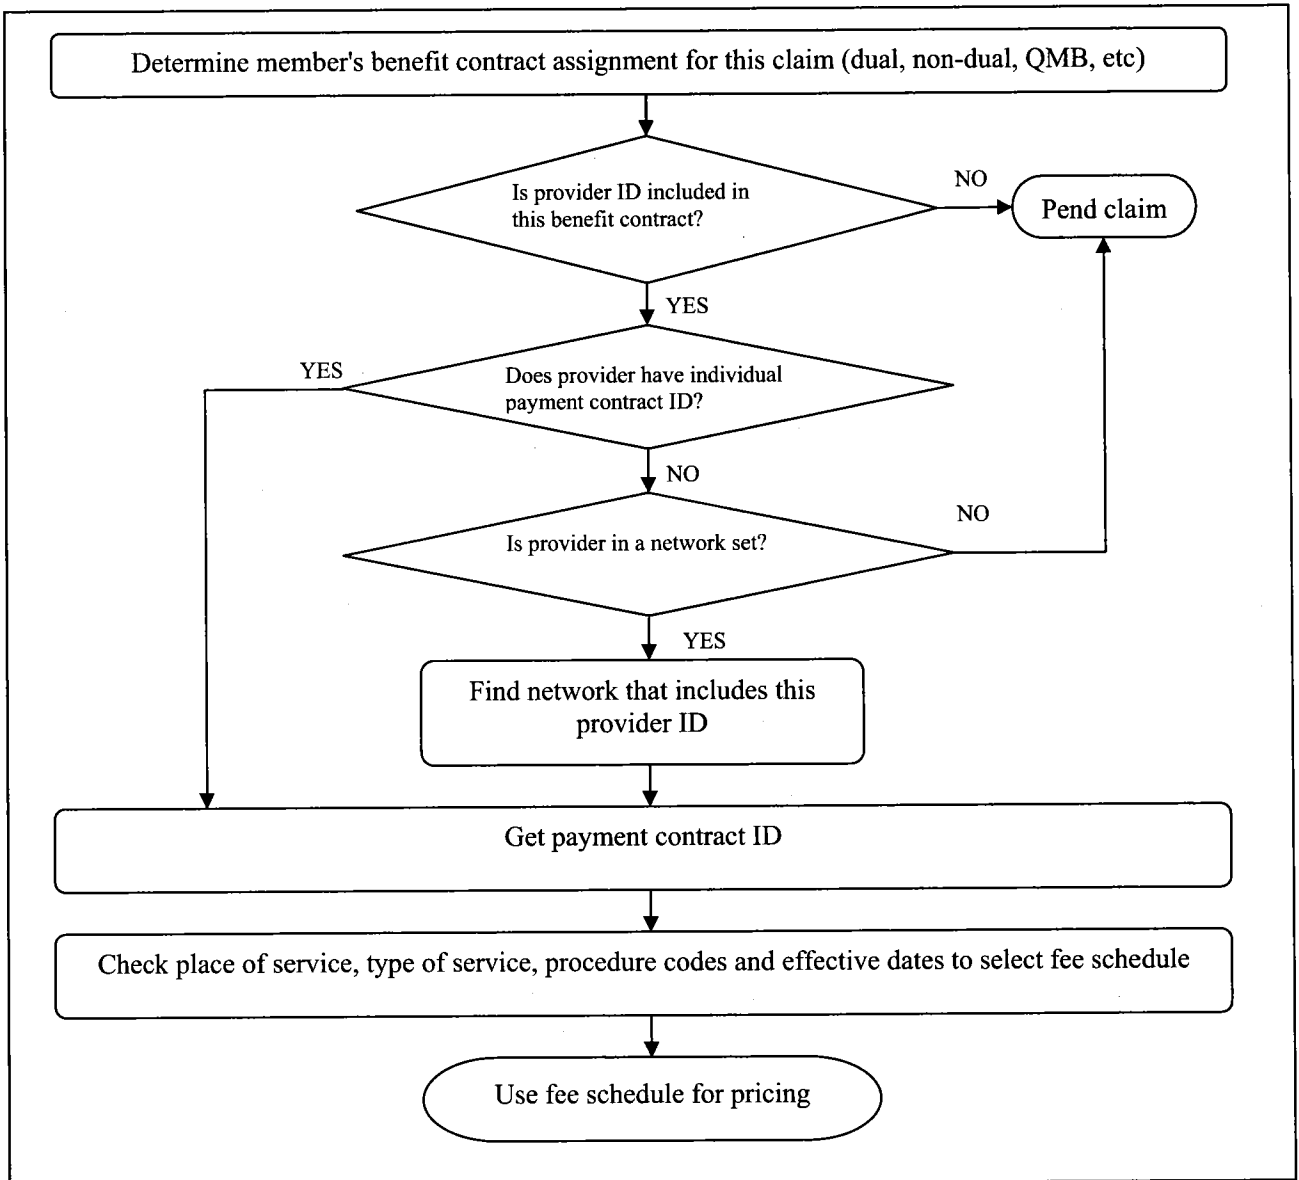 Determine member's benefit contract assignment for this claim (dual, non-dual, QMB, etc)
Is provider ID included in
this benefit contract?
NO
Pend claim
YES
Does provider have individual
payment contract ID?
YES
NO
Is provider in a network set?
NO
YES
Find network that includes this
provider ID
Get payment contract ID
Check place of service, type of service, procedure codes and effective dates to select fee schedule
Use fee schedule for pricing